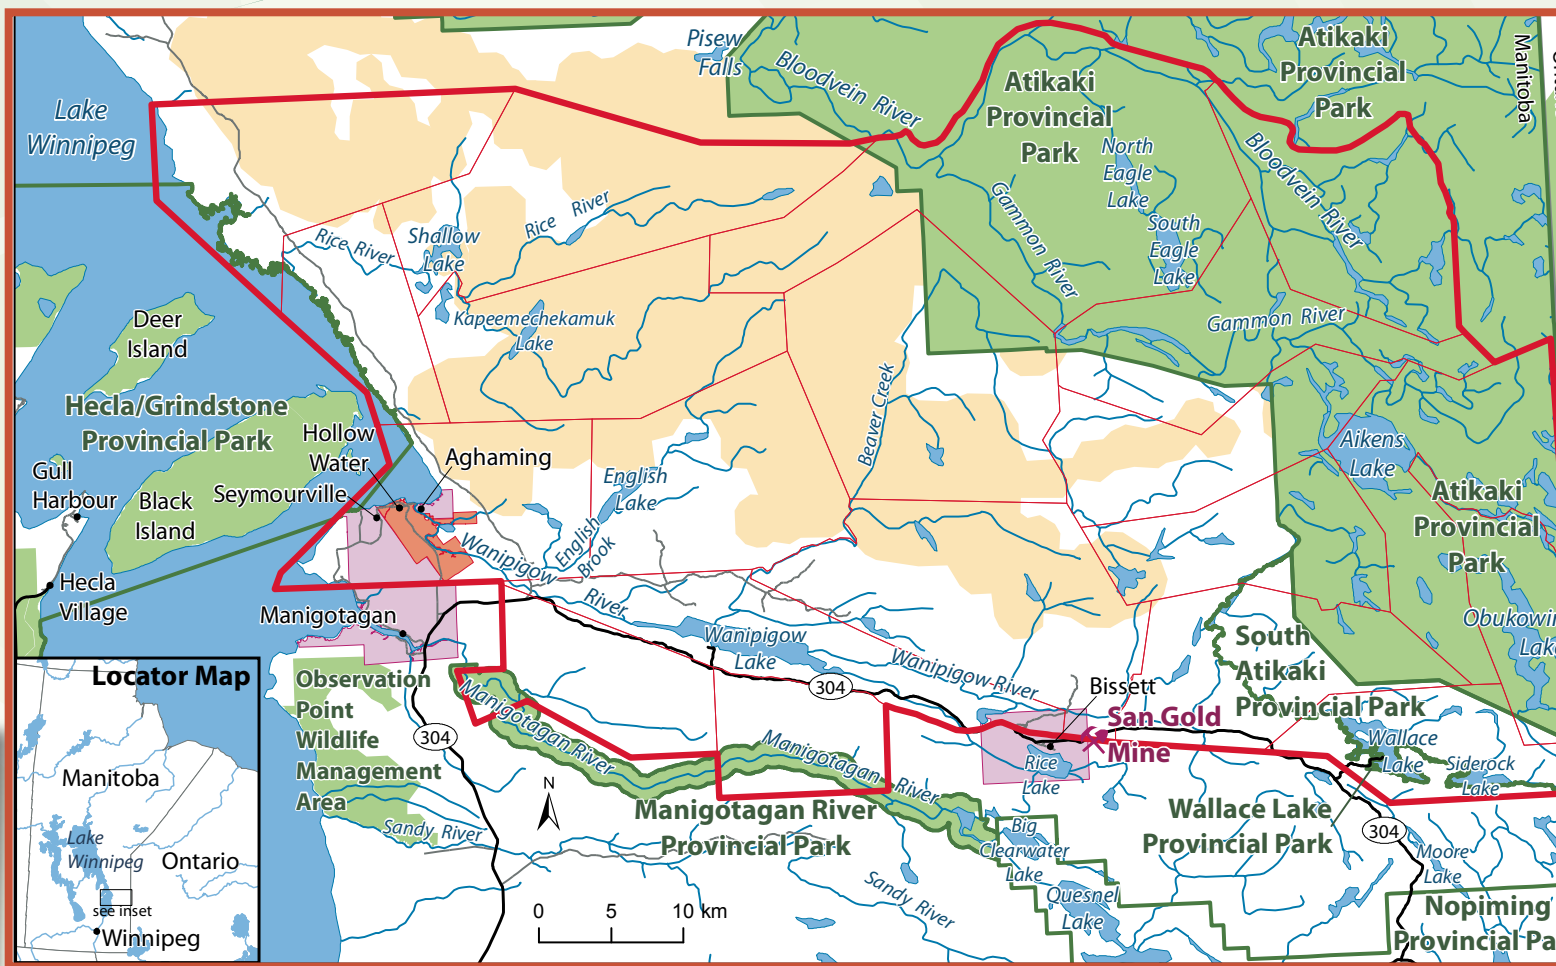 Pisew
Falls
Bloodvein River
Atikaki
Provincial
Park
Atikaki
Provincial
Park
Manitoba
Lake
Winnipeg
North
Eagle
Lake
South
Eagle
Lake
Bloodvein River
Gammon River
Gammon River
Rice River
Rice River
Shallow
Lake
Kapeemechekamuk
Lake
Deer
Island
Hecla/Grindstone
Provincial Park
Hollow
Water
Aghaming
Seymourville
Gull
Harbour
Black
Island
Hecla
Village
Beaver Creek
English
Lake
English
Brook
Aikens
Lake
Atikaki
Provincial
Park
Wanipigow
River
Manigotagan
Wanipigow
Lake
Wanipigow River
304
South
Atikaki
Provincial Park
Bissett
San Gold
Mine
Rice
Lake
Wallace
Lake
Siderock
Lake
Locator Map
Manitoba
Ontario
Lake
Winnipeg
see inset
Winnipeg
Observation
Point
Wildlife
Management
Area
304
Manigotagan River
Manigotagan River
Manigotagan River
Provincial Park
N
Sandy River
Sandy River
0 5 10 km
Big
Clearwater
Lake
Quesnel
Lake
Wallace Lake
Provincial Park
304
Moore
Lake
Nopiming
Provincial Pa